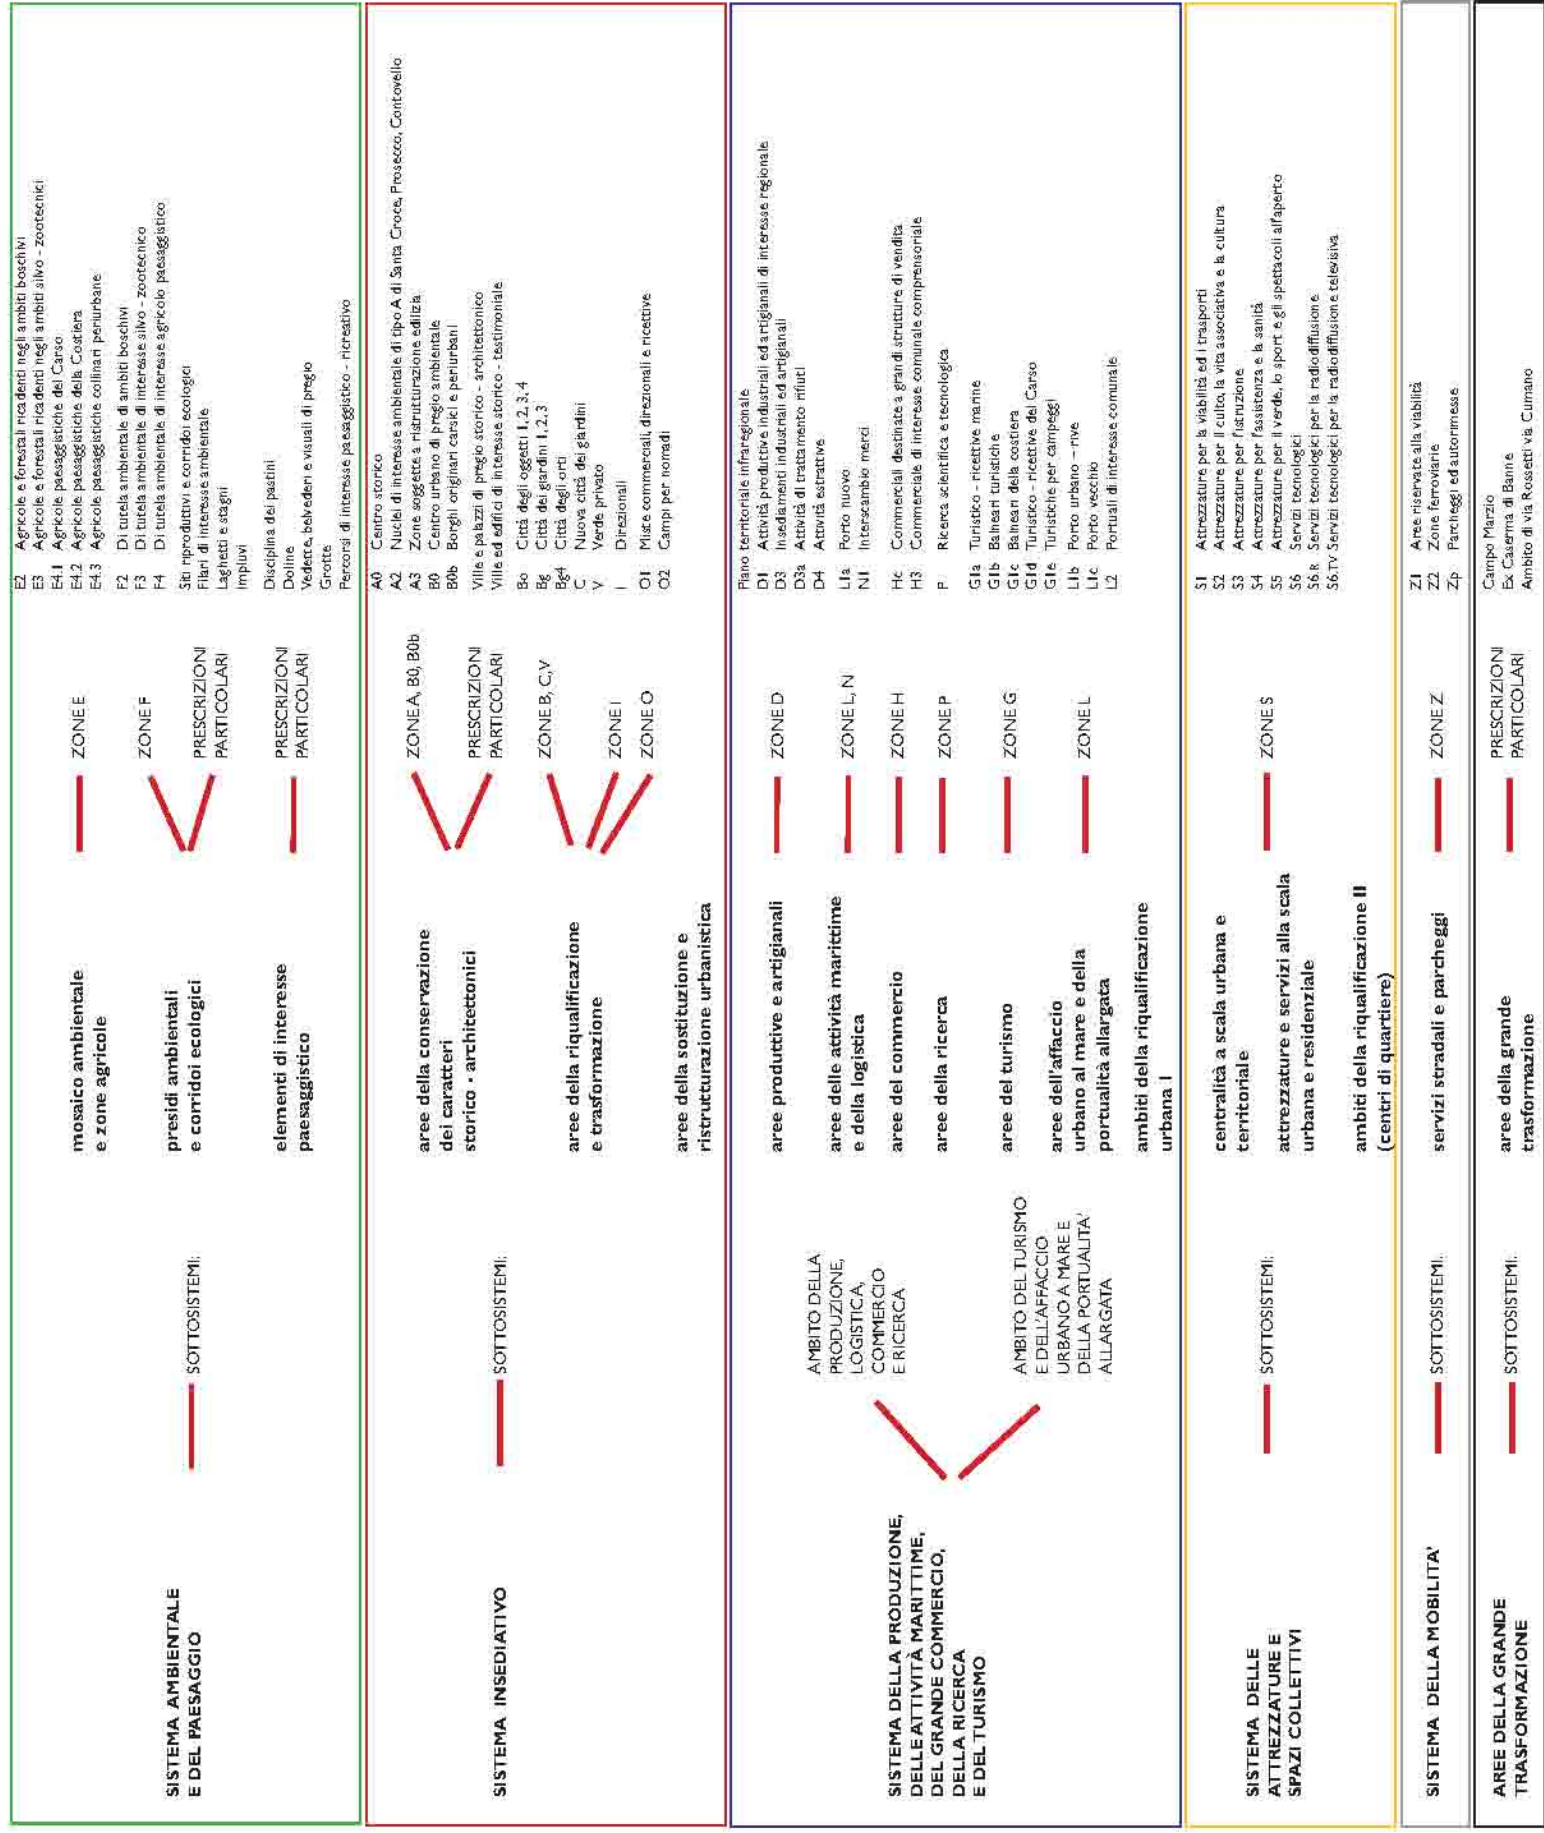 SISTEMA AMBIENTALE
E DEL PAESAGGIO
SOTTOSISTEMI:
mosaico ambientale
e zone agricole
ZONE E
E2 Agricole e forestali ricadenti negli ambiti boschivi
E3 Agricole e forestali ricadenti negli ambiti silvo - zootecnici
E4.1 Agricole paesaggistiche del Carso
E4.2 Agricole paesaggistiche della Costiera
E4.3 Agricole paesaggistiche collinari periurbane
presidi ambientali
e corridoi ecologici
ZONE F
F2 Di tutela ambientale di ambiti boschivi
F3 Di tutela ambientale di interesse silvo - zootecnico
F4 Di tutela ambientale di interesse agricolo paesaggistico
PRESCRIZIONI
PARTICOLARI
Siti riproduttivi e corridoi ecologici
Filari di interesse ambientale
Laghetti e stagni
Impluvi
elementi di interesse
paesaggistico
PRESCRIZIONI
PARTICOLARI
Disciplina dei pastini
Doline
Vedette, belvederi e visuali di pregio
Grotte
Percorsi di interesse paesaggistico - ricreativo
SISTEMA INSEDIATIVO
SOTTOSISTEMI:
aree della conservazione
dei caratteri
storico - architettonici
ZONE A, B0, B0b
A0 Centro storico
A2 Nuclei di interesse ambientale di tipo A di Santa Croce, Prosecco, Contovello
A3 Zone soggette a ristrutturazione edilizia
B0 Centro urbano di pregio ambientale
B0b Borghi originari carsici e periurbani
PRESCRIZIONI
PARTICOLARI
Ville e palazzi di pregio storico - architettonico
Ville ed edifici di interesse storico - testimoniale
aree della riqualificazione
e trasformazione
ZONE B, C,V
Bo Città degli oggetti 1, 2, 3, 4
Bg Città dei giardini 1, 2, 3
Bg4 Città degli orti
C Nuova città dei giardini
V Verde privato
ZONE I
I Direzionali
ZONE O
O1 Miste commerciali, direzionali e ricettive
O2 Campi per nomadi
aree della sostituzione e
ristrutturazione urbanistica
SISTEMA DELLA PRODUZIONE,
DELLE ATTIVITÀ MARITTIME,
DEL GRANDE COMMERCIO,
DELLA RICERCA
E DEL TURISMO
AMBITO DELLA
PRODUZIONE,
LOGISTICA,
COMMERCIO
E RICERCA
aree produttive e artigianali
ZONE D
Piano territoriale infraregionale
D1 Attività produttive industriali ed artigianali di interesse regionale
D3 Insediamenti industriali ed artigianali
D3a Attività di trattamento rifiuti
D4 Attività estrattive
aree delle attività marittime
e della logistica
ZONE L, N
L1a Porto nuovo
N1 Interscambio merci
aree del commercio
ZONE H
Hc Commerciali destinate a grandi strutture di vendita
H3 Commerciale di interesse comunale comprensoriale
aree della ricerca
ZONE P
P Ricerca scientifica e tecnologica
AMBITO DEL TURISMO
E DELL'AFFACCIO
URBANO A MARE E
DELLA PORTUALITA'
ALLARGATA
aree del turismo
ZONE G
G1a Turistico - ricettive marine
G1b Balneari turistiche
G1c Balneari della costiera
G1d Turistico - ricettive del Carso
G1e Turistiche per campeggi
aree dell'affaccio
urbano al mare e della
portualità allargata
ZONE L
L1b Porto urbano – rive
L1c Porto vecchio
L2 Portuali di interesse comunale
ambiti della riqualificazione
urbana I
SISTEMA DELLE
ATTREZZATURE E
SPAZI COLLETTIVI
SOTTOSISTEMI:
centralità a scala urbana e
territoriale
attrezzature e servizi alla scala
urbana e residenziale
ambiti della riqualificazione II
(centri di quartiere)
ZONE S
S1 Attrezzature per la viabilità ed i trasporti
S2 Attrezzature per il culto, la vita associativa e la cultura
S3 Attrezzature per l'istruzione
S4 Attrezzature per l'assistenza e la sanità
S5 Attrezzature per il verde, lo sport e gli spettacoli all'aperto
S6 Servizi tecnologici
S6.R Servizi tecnologici per la radiodiffusione
S6.TV Servizi tecnologici per la radiodiffusione televisiva
SISTEMA DELLA MOBILITA'
SOTTOSISTEMI:
servizi stradali e parcheggi
ZONE Z
Z1 Aree riservate alla viabilità
Z2 Zone ferroviarie
Zp Parcheggi ed autorimesse
AREE DELLA GRANDE
TRASFORMAZIONE
SOTTOSISTEMI:
aree della grande
trasformazione
PRESCRIZIONI
PARTICOLARI
Campo Marzio
Ex Caserma di Banne
Ambito di via Rossetti via Cumano